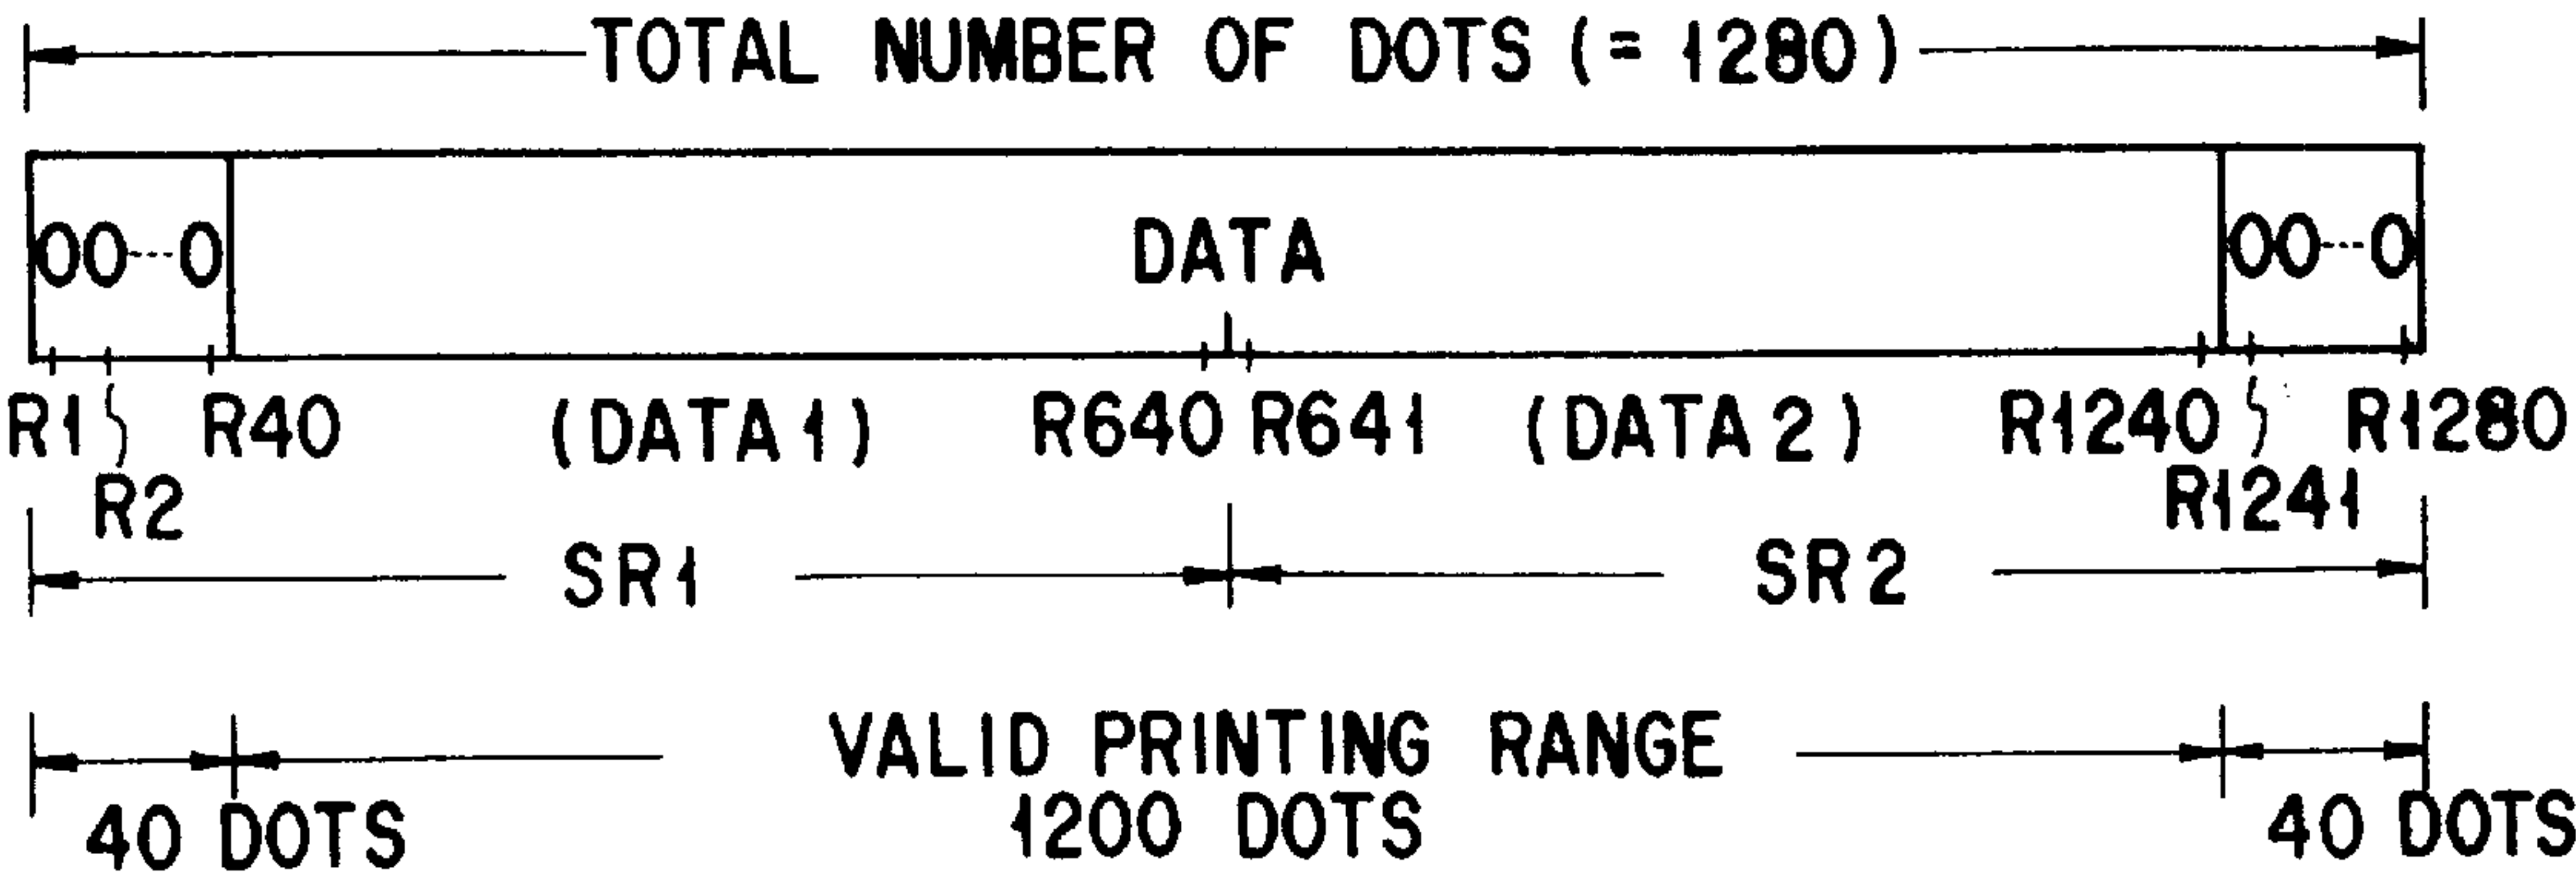 TOTAL NUMBER OF DOTS (= 1280)
00---0 DATA 00---0
R1 R40 (DATA 1) R640 R641 (DATA 2) R1240 R1280
R2 R1241
SR1 SR2
VALID PRINTING RANGE
40 DOTS 1200 DOTS 40 DOTS